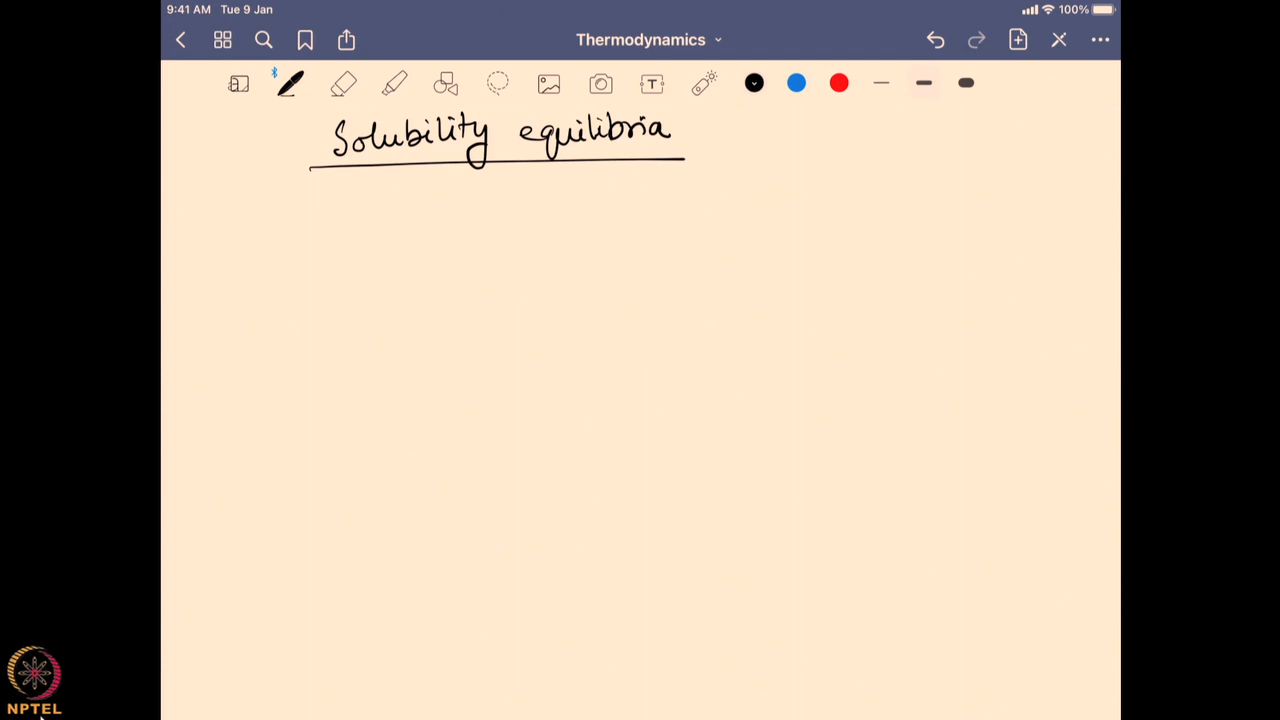 9:41 AM Tue 9 Jan 100%
Thermodynamics
T
Solubility equilibria
NPTEL